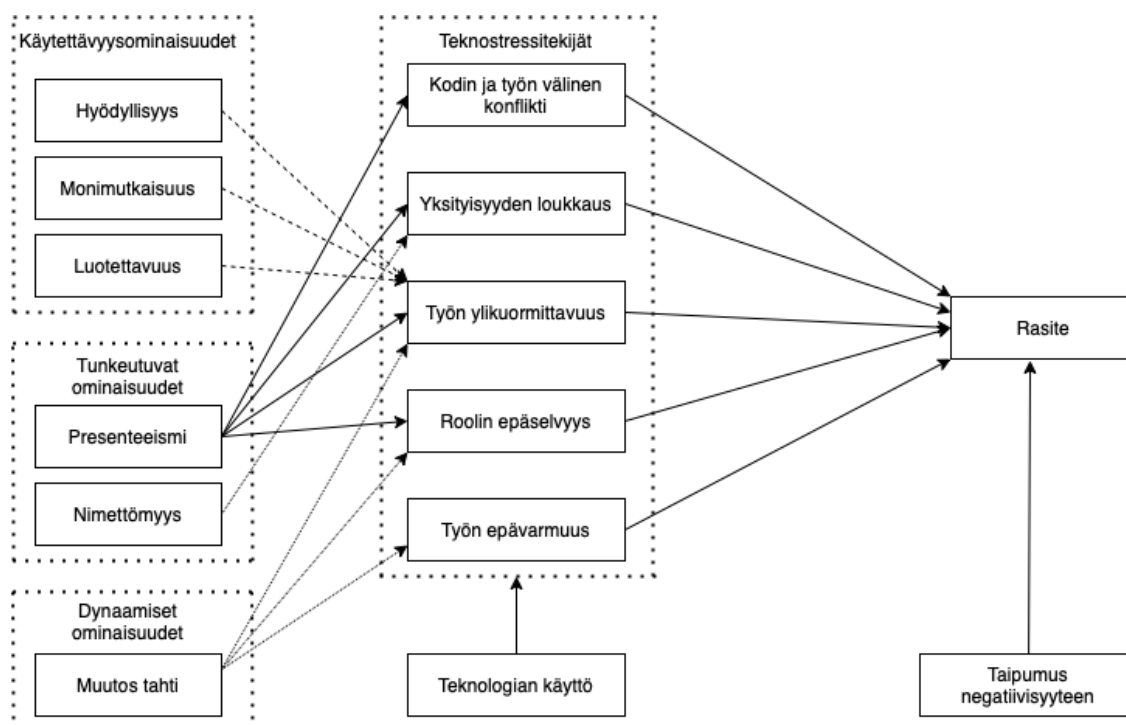 Käytettävyysominaisuudet
Hyödyllisyys
Monimutkaisuus
Luotettavuus
Tunkeutuvat
ominaisuudet
Presenteeismi
Nimettömyys
Dynaamiset
ominaisuudet
Muutos tahti
Teknostressitekijät
Kodin ja työn välinen
konflikti
Yksityisyyden loukkaus
Työn ylikuormittavuus
Roolin epäselvyys
Työn epävarmuus
Teknologian käyttö
Rasite
Taipumus
negatiivisyyteen